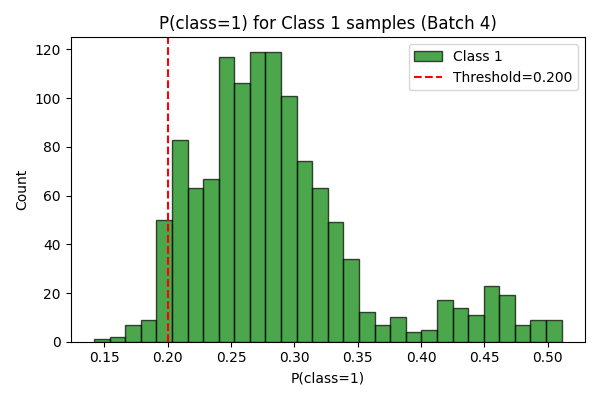 P(class=1) for Class 1 samples (Batch 4)
Class 1
Threshold=0.200
Count
120
100
80
60
40
20
0
0.15 0.20 0.25 0.30 0.35 0.40 0.45 0.50
P(class=1)